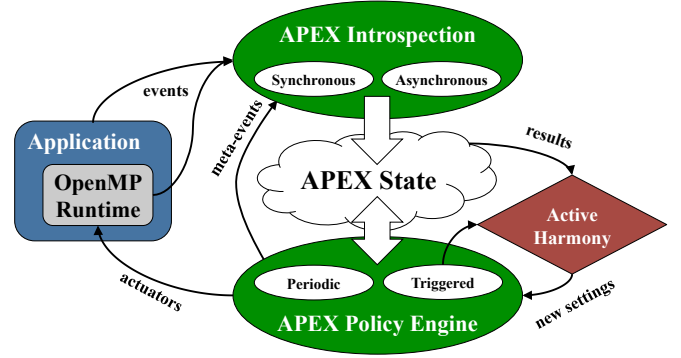 APEX Introspection
Synchronous
Asynchronous
events
meta-events
results
Application
OpenMP
Runtime
APEX State
Active
Harmony
actuators
Periodic
Triggered
new settings
APEX Policy Engine